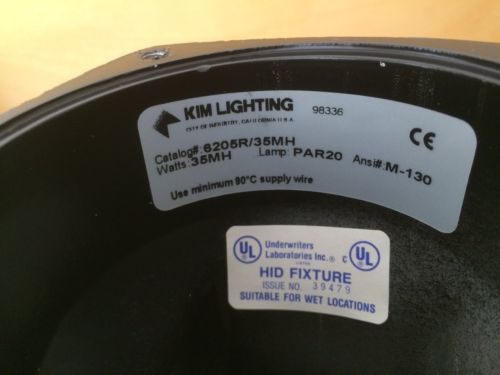 KIM LIGHTING
98336
CITY OF INDUSTRY, CALIFORNIA U.S.A.
Catalog#:6205R/35MH
Watts:35MH Lamp: PAR20 Ansi#:M-130
CE
Use minimum 90°C supply wire
UL Underwriters Laboratories Inc.® C UL
LISTED
HID FIXTURE
ISSUE NO. 39479
SUITABLE FOR WET LOCATIONS